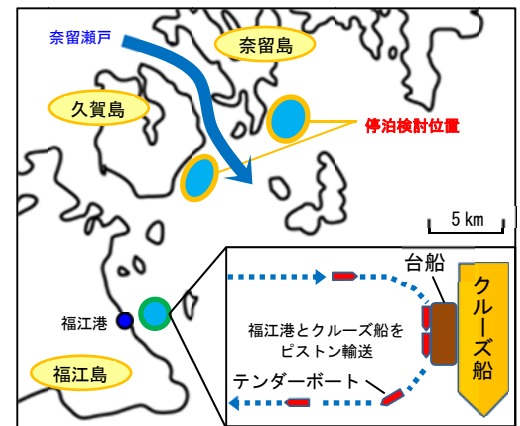 奈留瀬戸
奈留島
久賀島
停泊検討位置
5km
台船
クルーズ船
福江港とクルーズ船を
ピストン輸送
福江港
テンダーボート
福江島